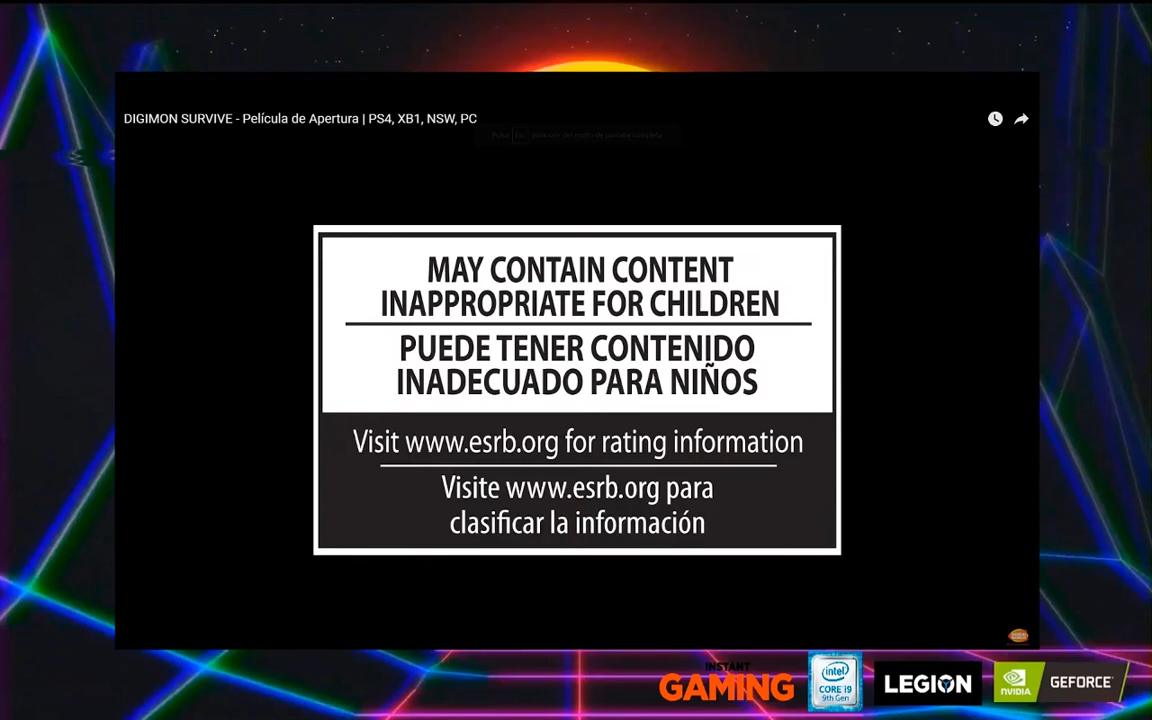 DIGIMON SURVIVE - Película de Apertura | PS4, XB1, NSW, PC
MAY CONTAIN CONTENT
INAPPROPRIATE FOR CHILDREN
PUEDE TENER CONTENIDO
INADECUADO PARA NIÑOS
Visit www.esrb.org for rating information
Visite www.esrb.org para
clasificar la información
INSTANT
GAMING
intel
CORE i9
9th Gen
LEGION
NVIDIA
GEFORCE